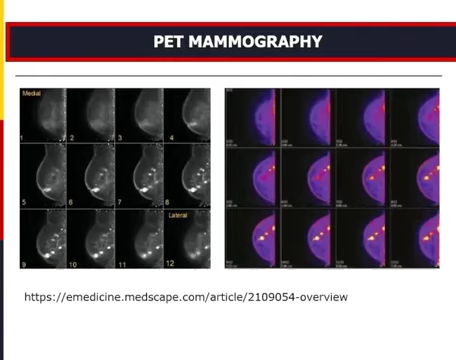 PET MAMMOGRAPHY
Medial
1 2 3 4
5 6 7 8
Lateral
9 10 11 12
https://emedicine.medscape.com/article/2109054-overview